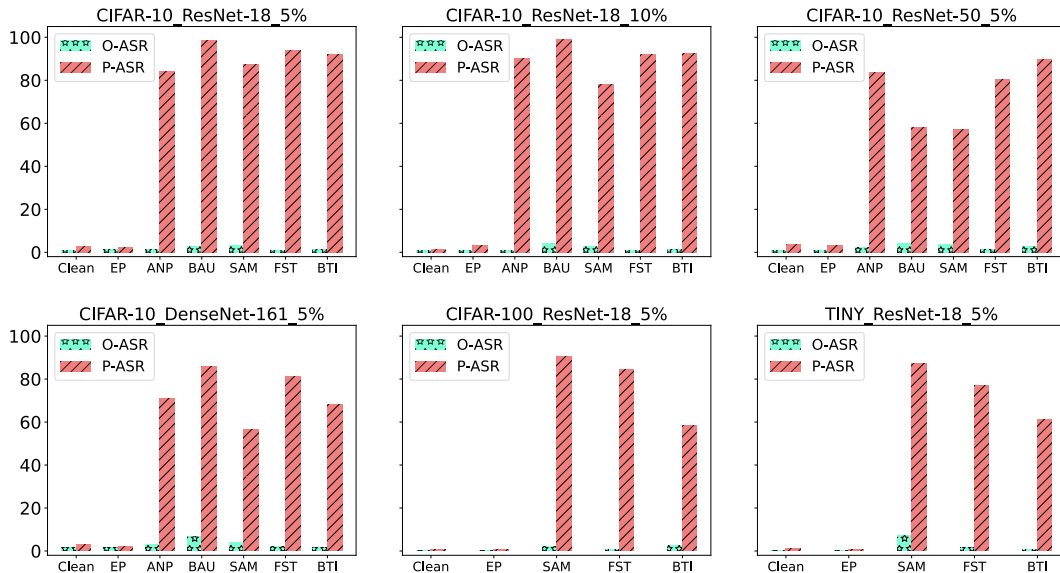 CIFAR-10_ResNet-18_5%
O-ASR
P-ASR
100
80
60
40
20
0
Clean EP ANP BAU SAM FST BTI
CIFAR-10_ResNet-18_10%
O-ASR
P-ASR
Clean EP ANP BAU SAM FST BTI
CIFAR-10_ResNet-50_5%
O-ASR
P-ASR
Clean EP ANP BAU SAM FST BTI
CIFAR-10_DenseNet-161_5%
O-ASR
P-ASR
100
80
60
40
20
0
Clean EP ANP BAU SAM FST BTI
CIFAR-100_ResNet-18_5%
O-ASR
P-ASR
Clean EP SAM FST BTI
TINY_ResNet-18_5%
O-ASR
P-ASR
Clean EP SAM FST BTI